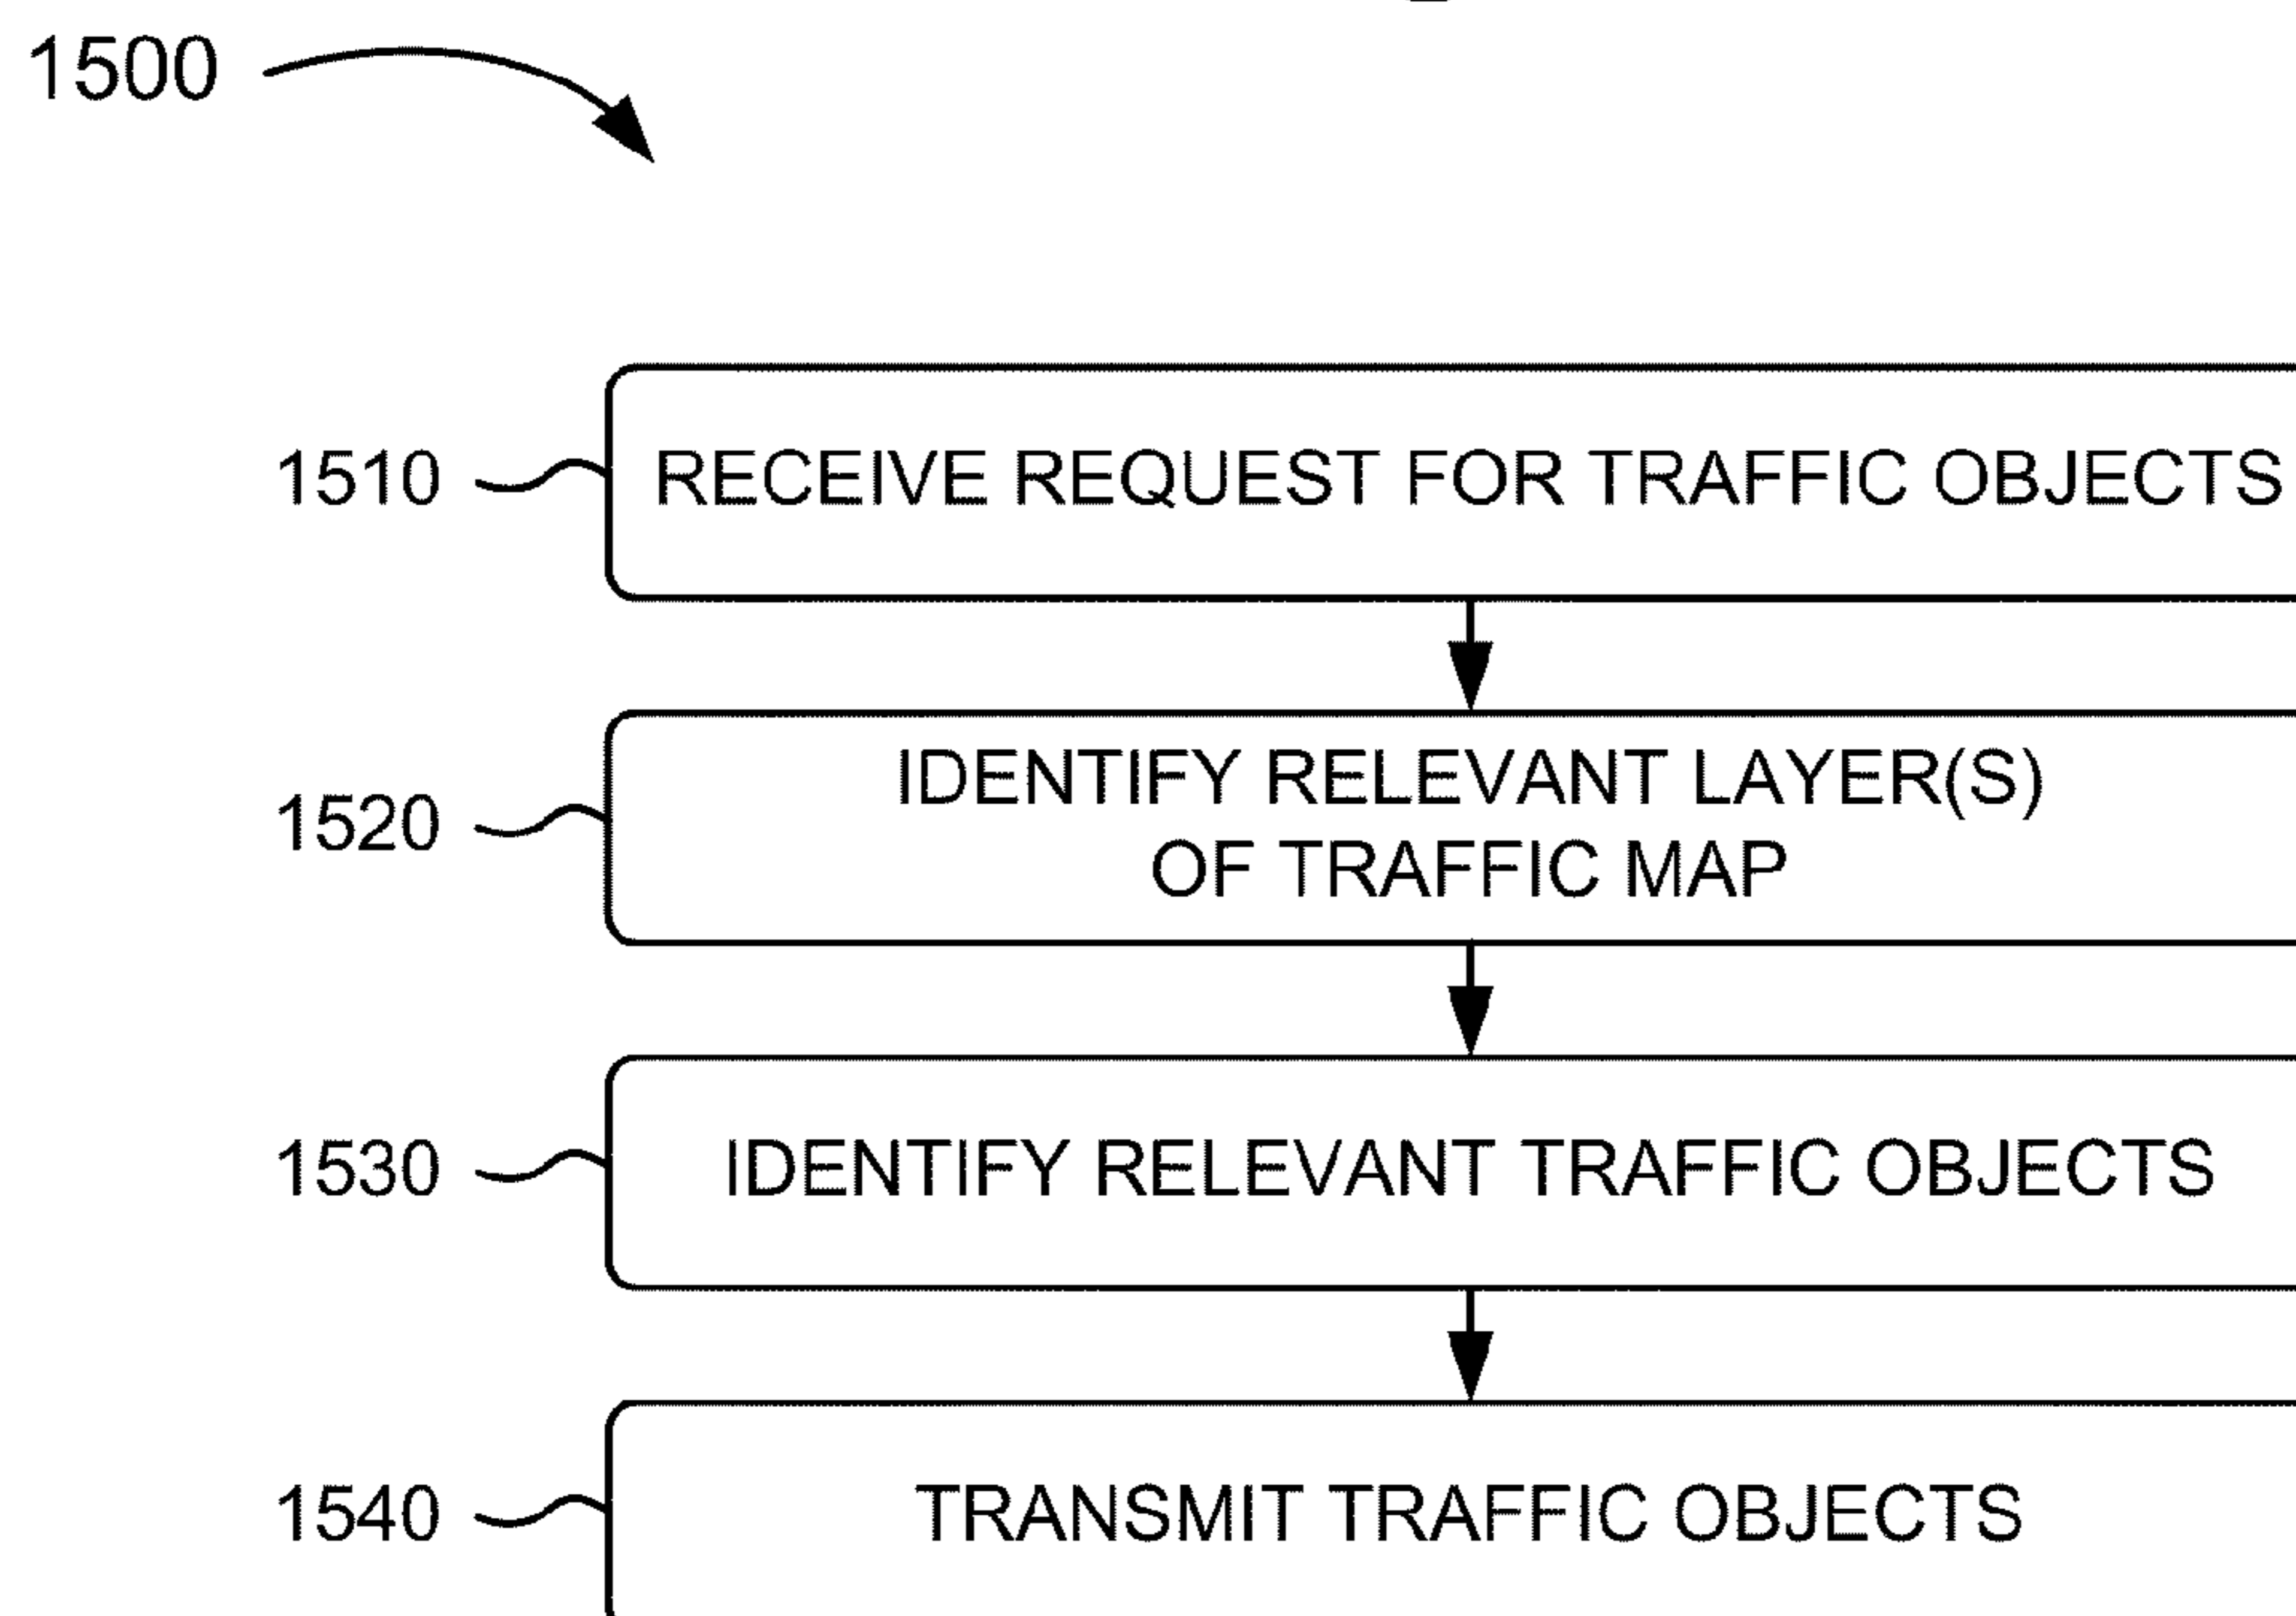 1500
1510 RECEIVE REQUEST FOR TRAFFIC OBJECTS
1520 IDENTIFY RELEVANT LAYER(S)
OF TRAFFIC MAP
1530 IDENTIFY RELEVANT TRAFFIC OBJECTS
1540 TRANSMIT TRAFFIC OBJECTS